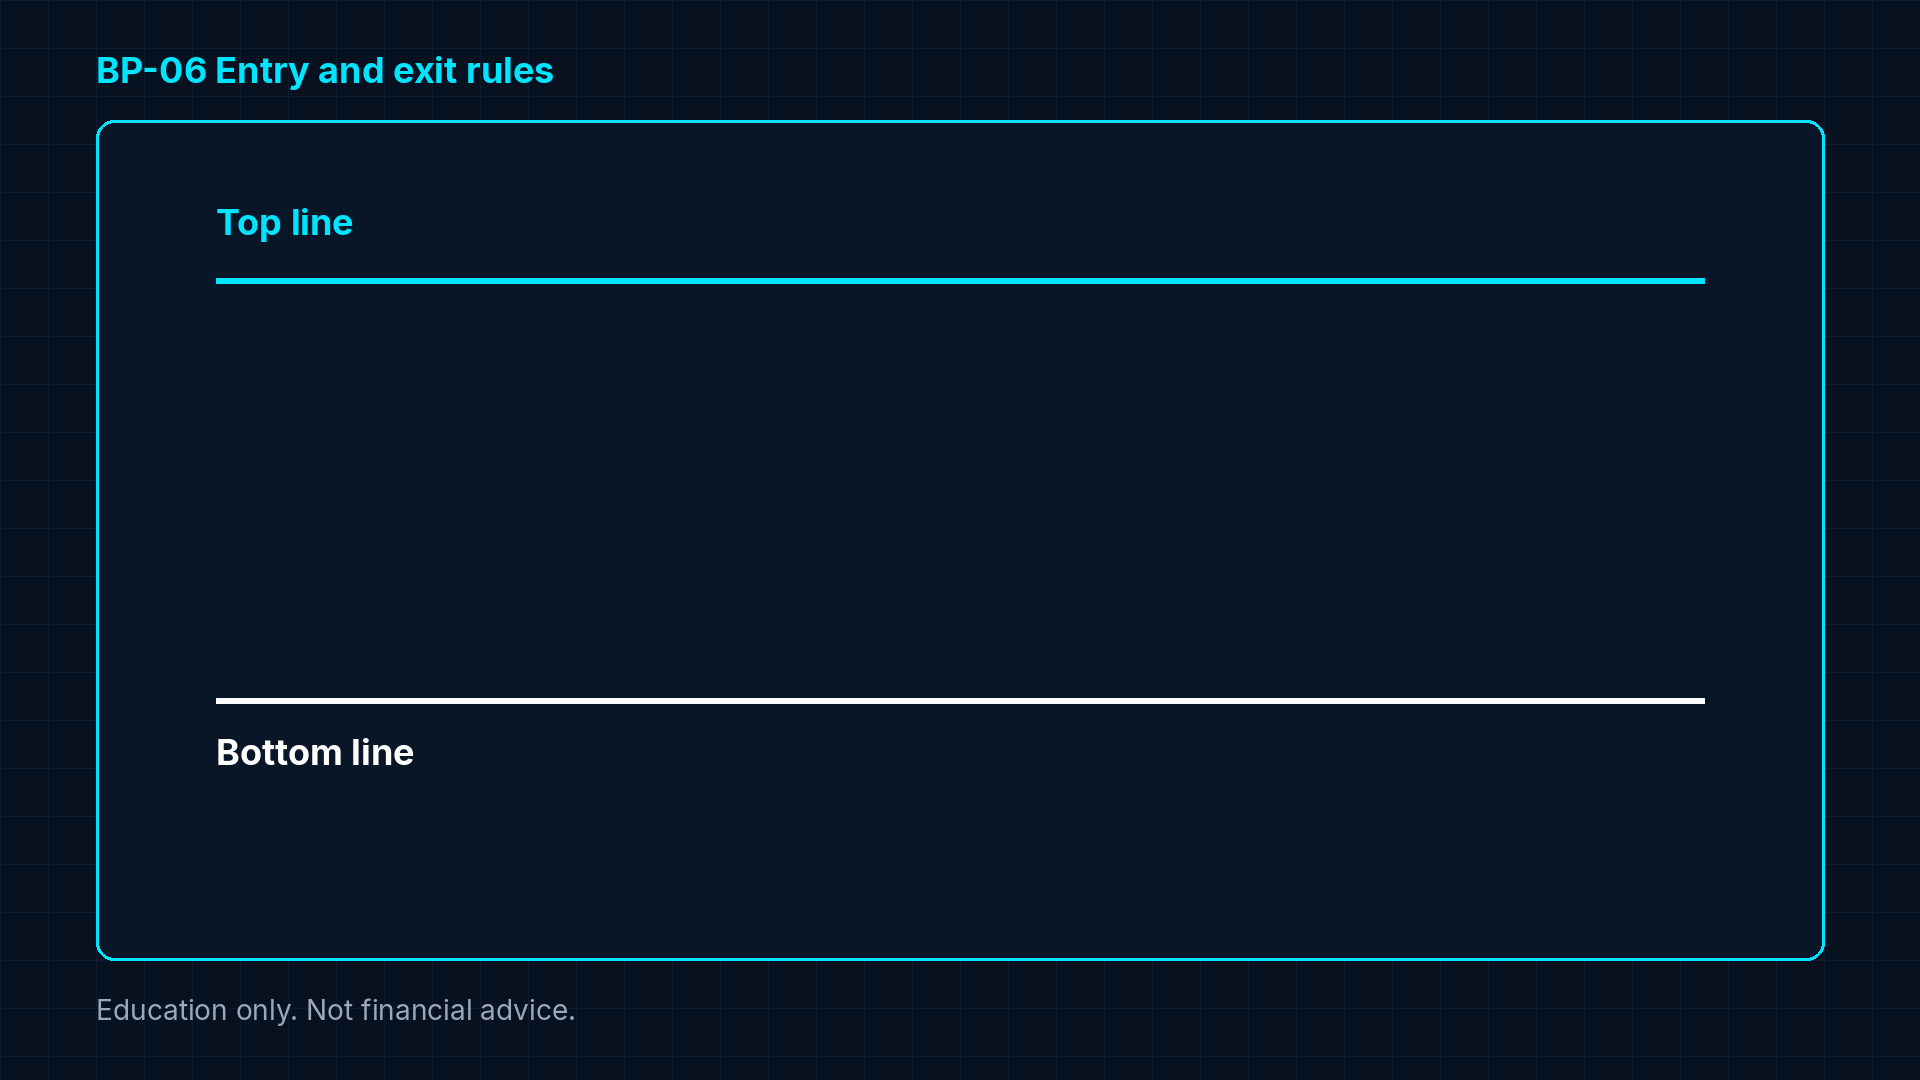 BP-06 Entry and exit rules
Top line
Bottom line
Education only. Not financial advice.